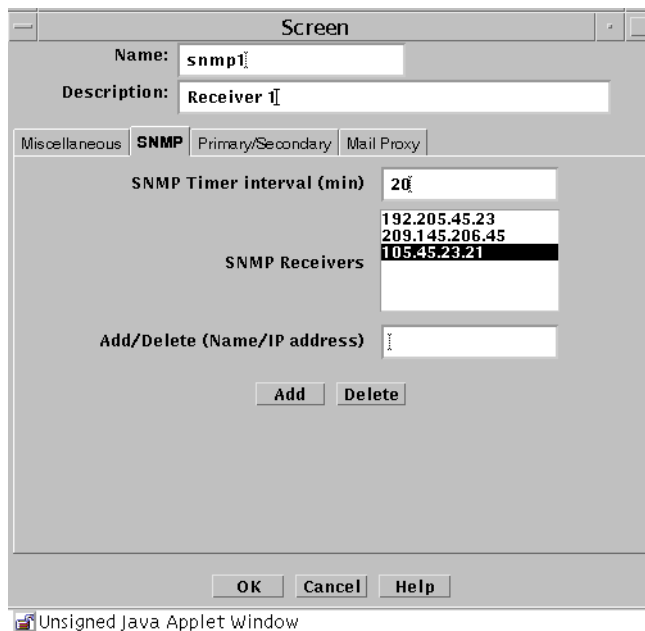 Screen
Name: snmp1
Description: Receiver 1
Miscellaneous SNMP Primary/Secondary Mail Proxy
SNMP Timer interval (min) 20
192.205.45.23
209.145.206.45
105.45.23.21
SNMP Receivers
Add/Delete (Name/IP address)
Add Delete
OK Cancel Help
Unsigned Java Applet Window